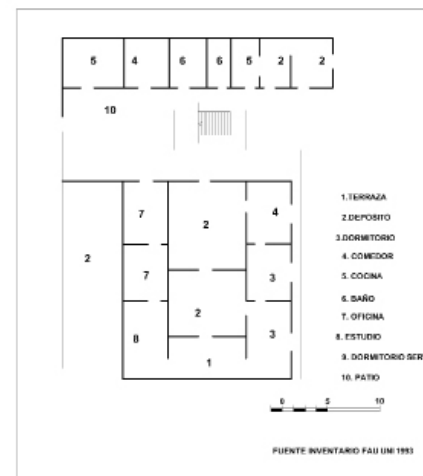 5 4 6 6 5 2 2
10
7 2 4
2 7 3
2
8 3
1
1.TERRAZA
2.DEPOSITO
3.DORMITORIO
4. COMEDOR
5. COCINA
6. BAÑO
7. OFICINA
8. ESTUDIO
9. DORMITORIO SER
10. PATIO
0 5 10
FUENTE INVENTARIO FAU UNI 1993